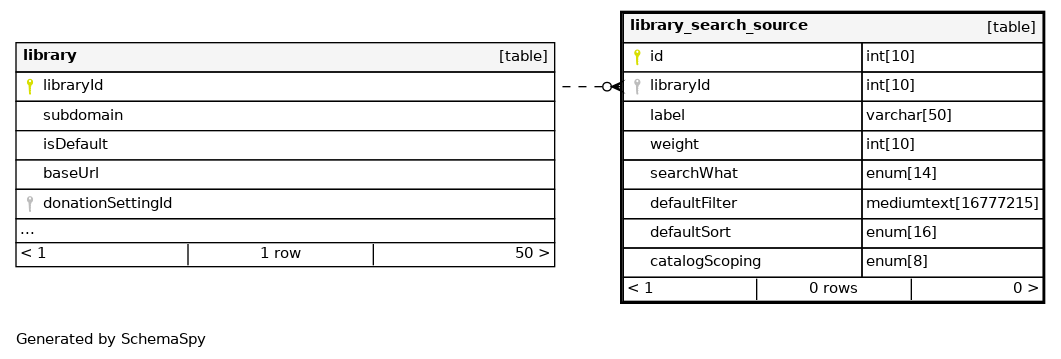 library [table]
libraryId
subdomain
isDefault
baseUrl
donationSettingId
...
< 1 1 row 50 >
library_search_source [table]
id int[10]
libraryId int[10]
label varchar[50]
weight int[10]
searchWhat enum[14]
defaultFilter mediumtext[16777215]
defaultSort enum[16]
catalogScoping enum[8]
< 1 0 rows 0 >
Generated by SchemaSpy